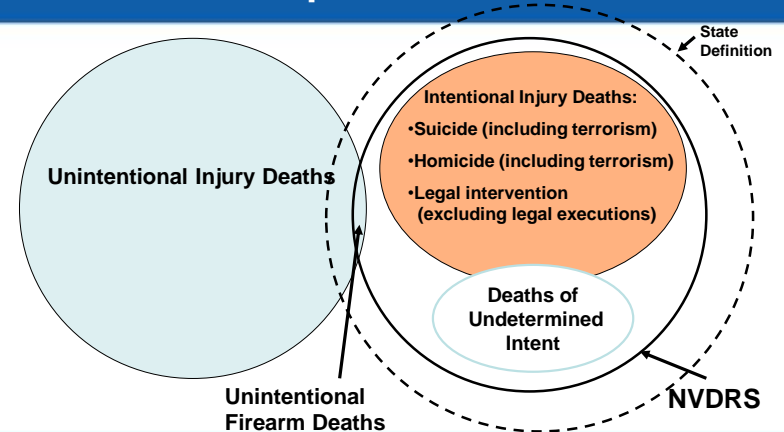 State
Definition
Intentional Injury Deaths:
•Suicide (including terrorism)
•Homicide (including terrorism)
•Legal intervention
(excluding legal executions)
Unintentional Injury Deaths
Deaths of
Undetermined
Intent
Unintentional
Firearm Deaths
NVDRS